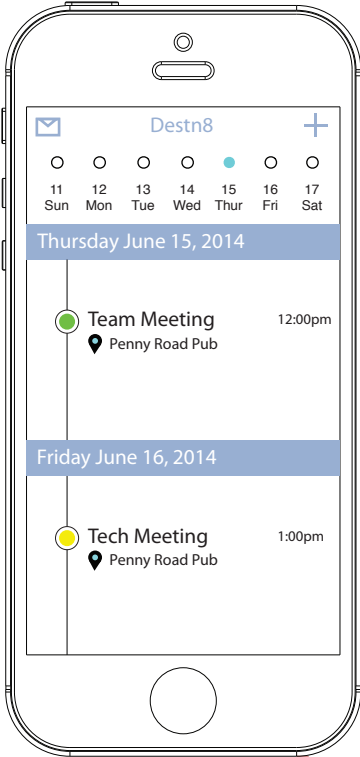 Destn8
11 12 13 14 15 16 17
Sun Mon Tue Wed Thur Fri Sat
Thursday June 15, 2014
Team Meeting 12:00pm
Penny Road Pub
Friday June 16, 2014
Tech Meeting 1:00pm
Penny Road Pub